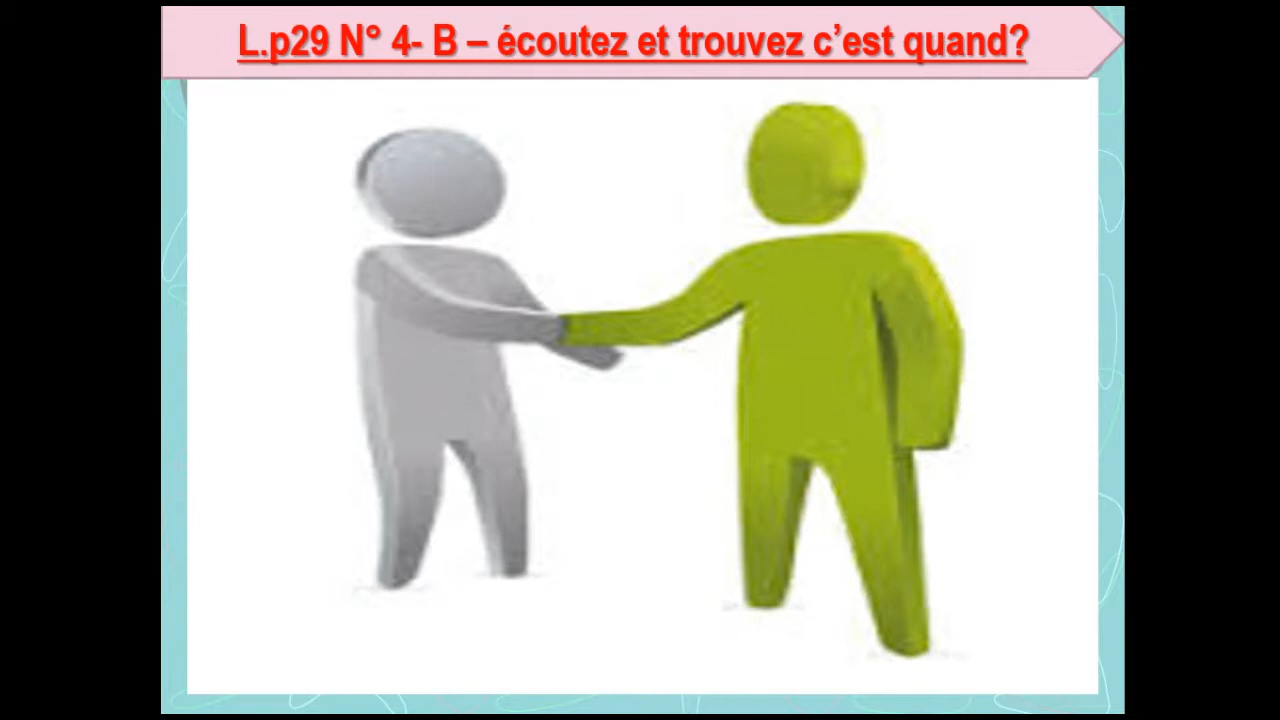 L.p29 N° 4- B – écoutez et trouvez c’est quand?